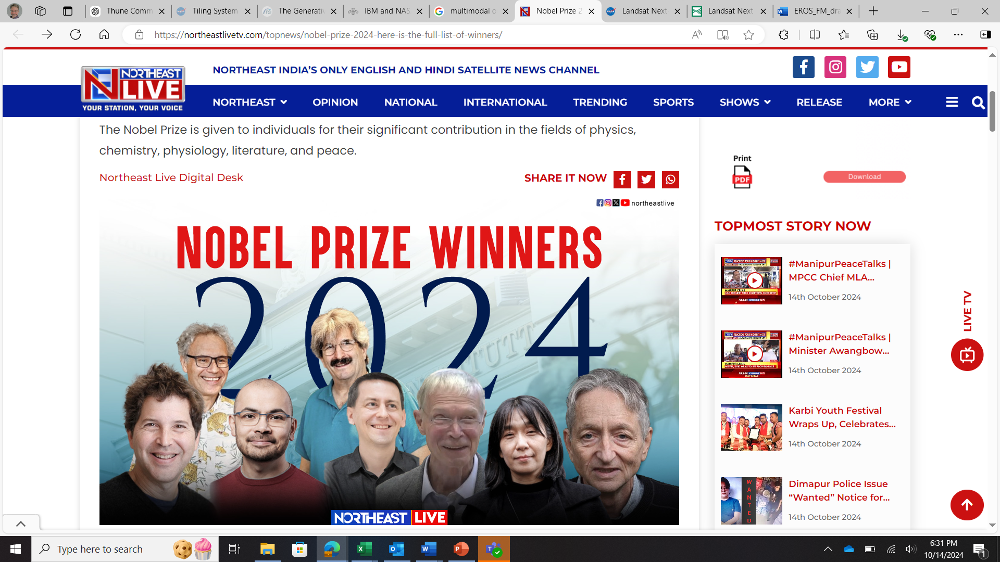 Thune Comm
Tiling System
The Generativ
IBM and NAS
multimodal o
Nobel Prize 2
Landsat Next
Landsat Next
EROS_FM_dra
https://northeastlivetv.com/topnews/nobel-prize-2024-here-is-the-full-list-of-winners/
NORTHEAST
LIVE
YOUR STATION, YOUR VOICE
NORTHEAST INDIA’S ONLY ENGLISH AND HINDI SATELLITE NEWS CHANNEL
NORTHEAST OPINION NATIONAL INTERNATIONAL TRENDING SPORTS SHOWS RELEASE MORE
The Nobel Prize is given to individuals for their significant contribution in the fields of physics,
chemistry, physiology, literature, and peace.
Northeast Live Digital Desk
SHARE IT NOW
northeastlive
NOBEL PRIZE WINNERS
2024
NORTHEAST LIVE
Print
PDF
Download
TOPMOST STORY NOW
#ManipurPeaceTalks |
MPCC Chief MLA...
14th October 2024
#ManipurPeaceTalks |
Minister Awangbow...
14th October 2024
Karbi Youth Festival
Wraps Up, Celebrates...
14th October 2024
WANTED
Dimapur Police Issue
“Wanted” Notice for...
14th October 2024
LIVE TV
Type here to search
6:31 PM
10/14/2024
1